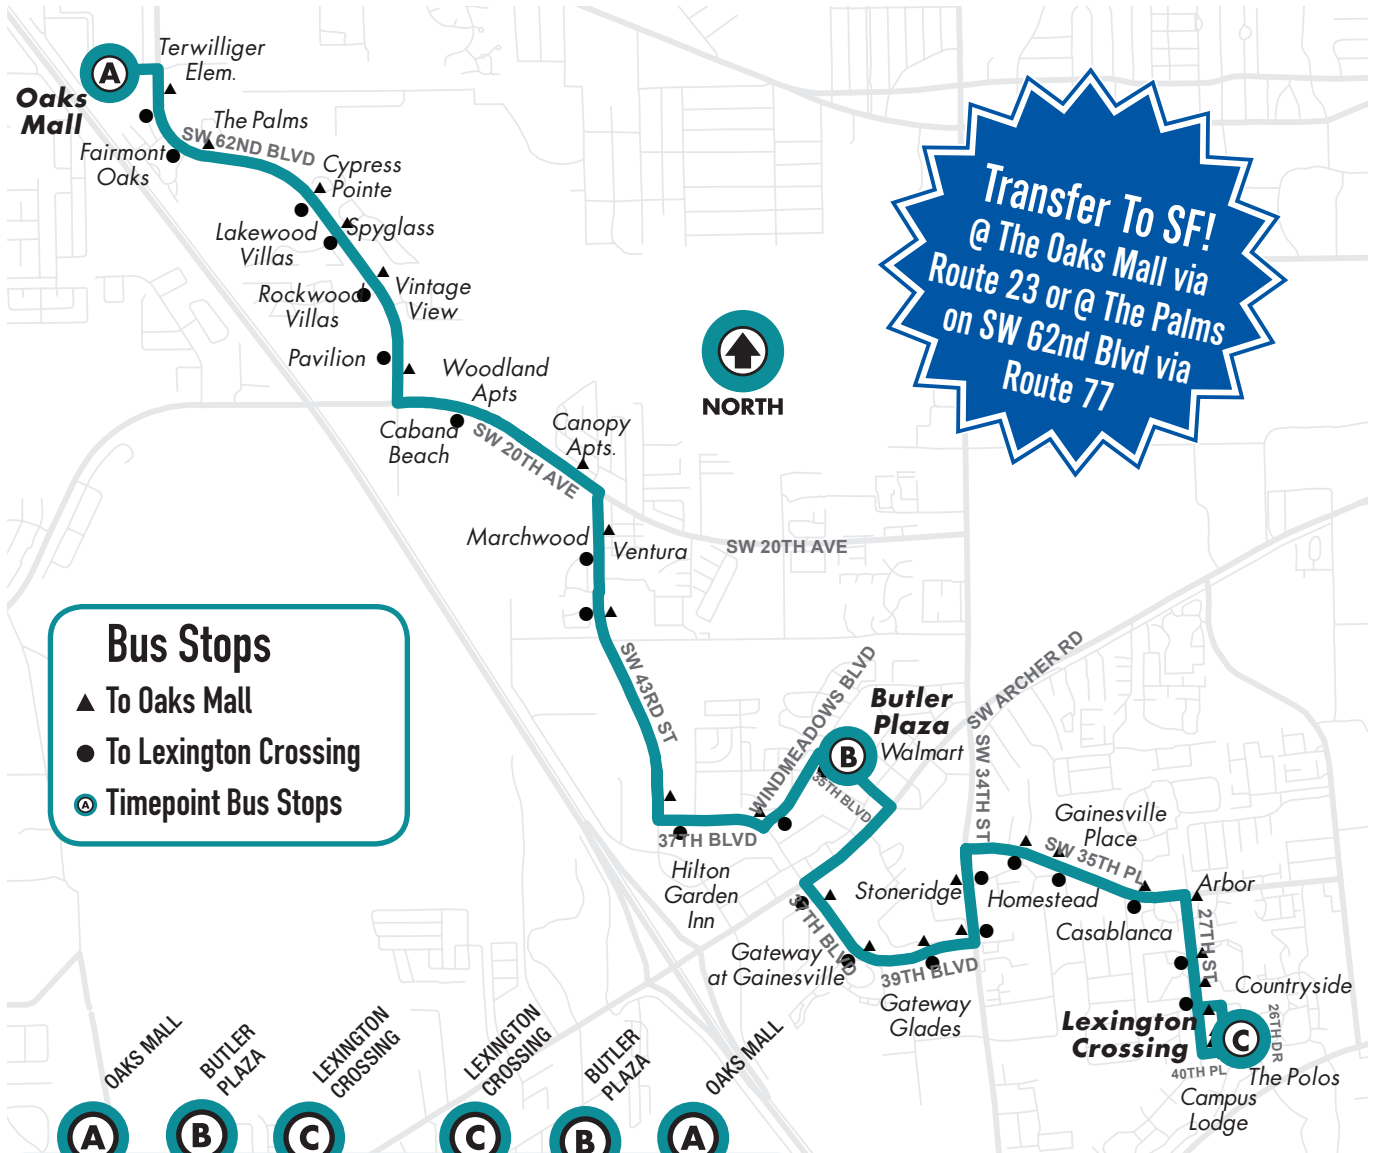 A
Terwilliger
Elem.
Oaks
Mall
The Palms
SW 62ND BLVD
Fairmont
Oaks
Cypress
Pointe
Lakewood
Villas
Spyglass
Rockwood
Villas
Vintage
View
Pavilion
Woodland
Apts
Cabana
Beach
SW 20TH AVE
Canopy
Apts.
NORTH
Transfer To SF!
@ The Oaks Mall via
Route 23 or @ The Palms
on SW 62nd Blvd via
Route 77
Marchwood
Ventura
SW 20TH AVE
Bus Stops
To Oaks Mall
To Lexington Crossing
A
Timepoint Bus Stops
SW 43RD ST
WINDMEADOWS BLVD
SW ARCHER RD
Butler
Plaza
Walmart
B
35TH BLVD
SW 34TH ST
37TH BLVD
Hilton
Garden
Inn
Gainesville
Place
SW 35TH PL
Stoneridge
Homestead
Arbor
Casablanca
27TH ST
37TH BLVD
Gateway
at Gainesville
39TH BLVD
Gateway
Glades
Countryside
Lexington
Crossing
C
26TH DR
40TH PL
The Polos
Campus
Lodge
OAKS MALL
BUTLER
PLAZA
LEXINGTON
CROSSING
LEXINGTON
CROSSING
BUTLER
PLAZA
OAKS MALL
A
B
C
C
B
A